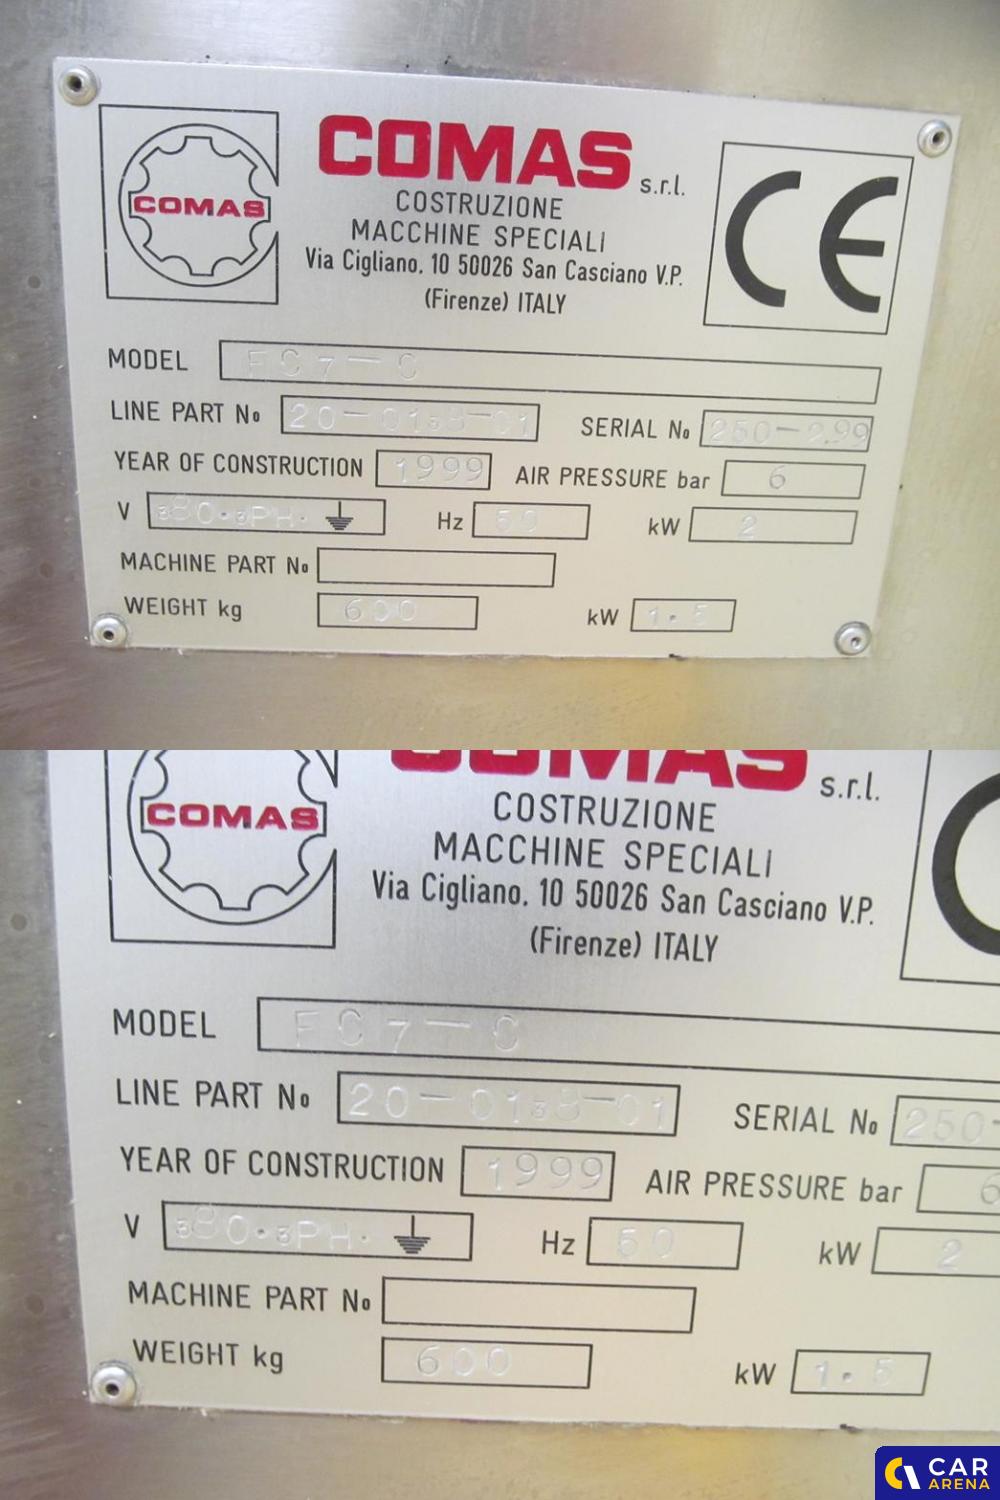 COMAS
COMAS s.r.l.
COSTRUZIONE
MACCHINE SPECIALI
Via Cigliano, 10 50026 San Casciano V.P.
(Firenze) ITALY
CE
MODEL FC7-C
LINE PART No 20-0138-01 SERIAL No 250-2.99
YEAR OF CONSTRUCTION 1999 AIR PRESSURE bar 6
V 380.3PH. Hz 50 kW 2
MACHINE PART No
WEIGHT kg 600 kW 1.5
COMAS
COMAS s.r.l.
COSTRUZIONE
MACCHINE SPECIALI
Via Cigliano, 10 50026 San Casciano V.P.
(Firenze) ITALY
MODEL FC7-C
LINE PART No 20-0138-01 SERIAL No 250-
YEAR OF CONSTRUCTION 1999 AIR PRESSURE bar 6
V 380.3PH. Hz 50 kW 2
MACHINE PART No
WEIGHT kg 600 kW 1.5
CAR
ARENA